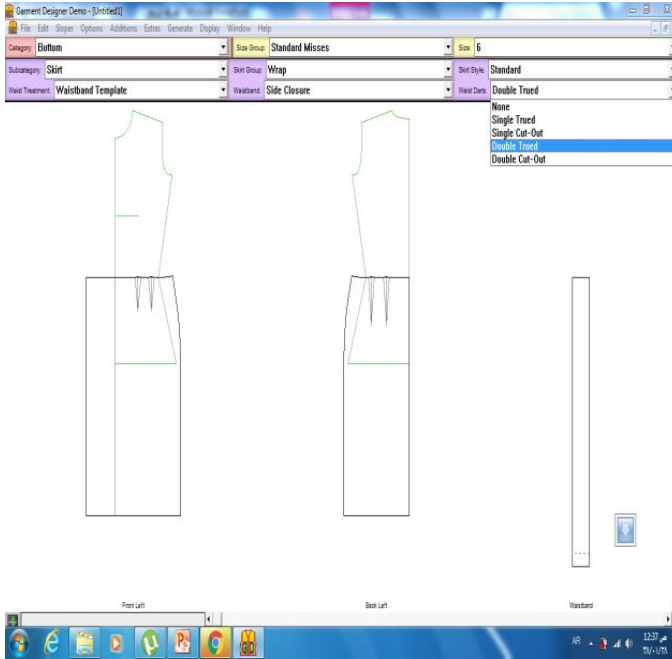 Garment Designer Demo - [Untitled1]
File Edit Sloper Options Additions Extras Generate Display Window Help
Category: Bottom Size Group: Standard Misses Size: 6
Subcategory: Skirt Skirt Group: Wrap Skirt Style: Standard
Waist Treatment: Waistband Template Waistband: Side Closure Waist Darts: Double Trued
None
Single Trued
Single Cut-Out
Double Trued
Double Cut-Out
Front Left Back Left Waistband
AR 12:37 ص